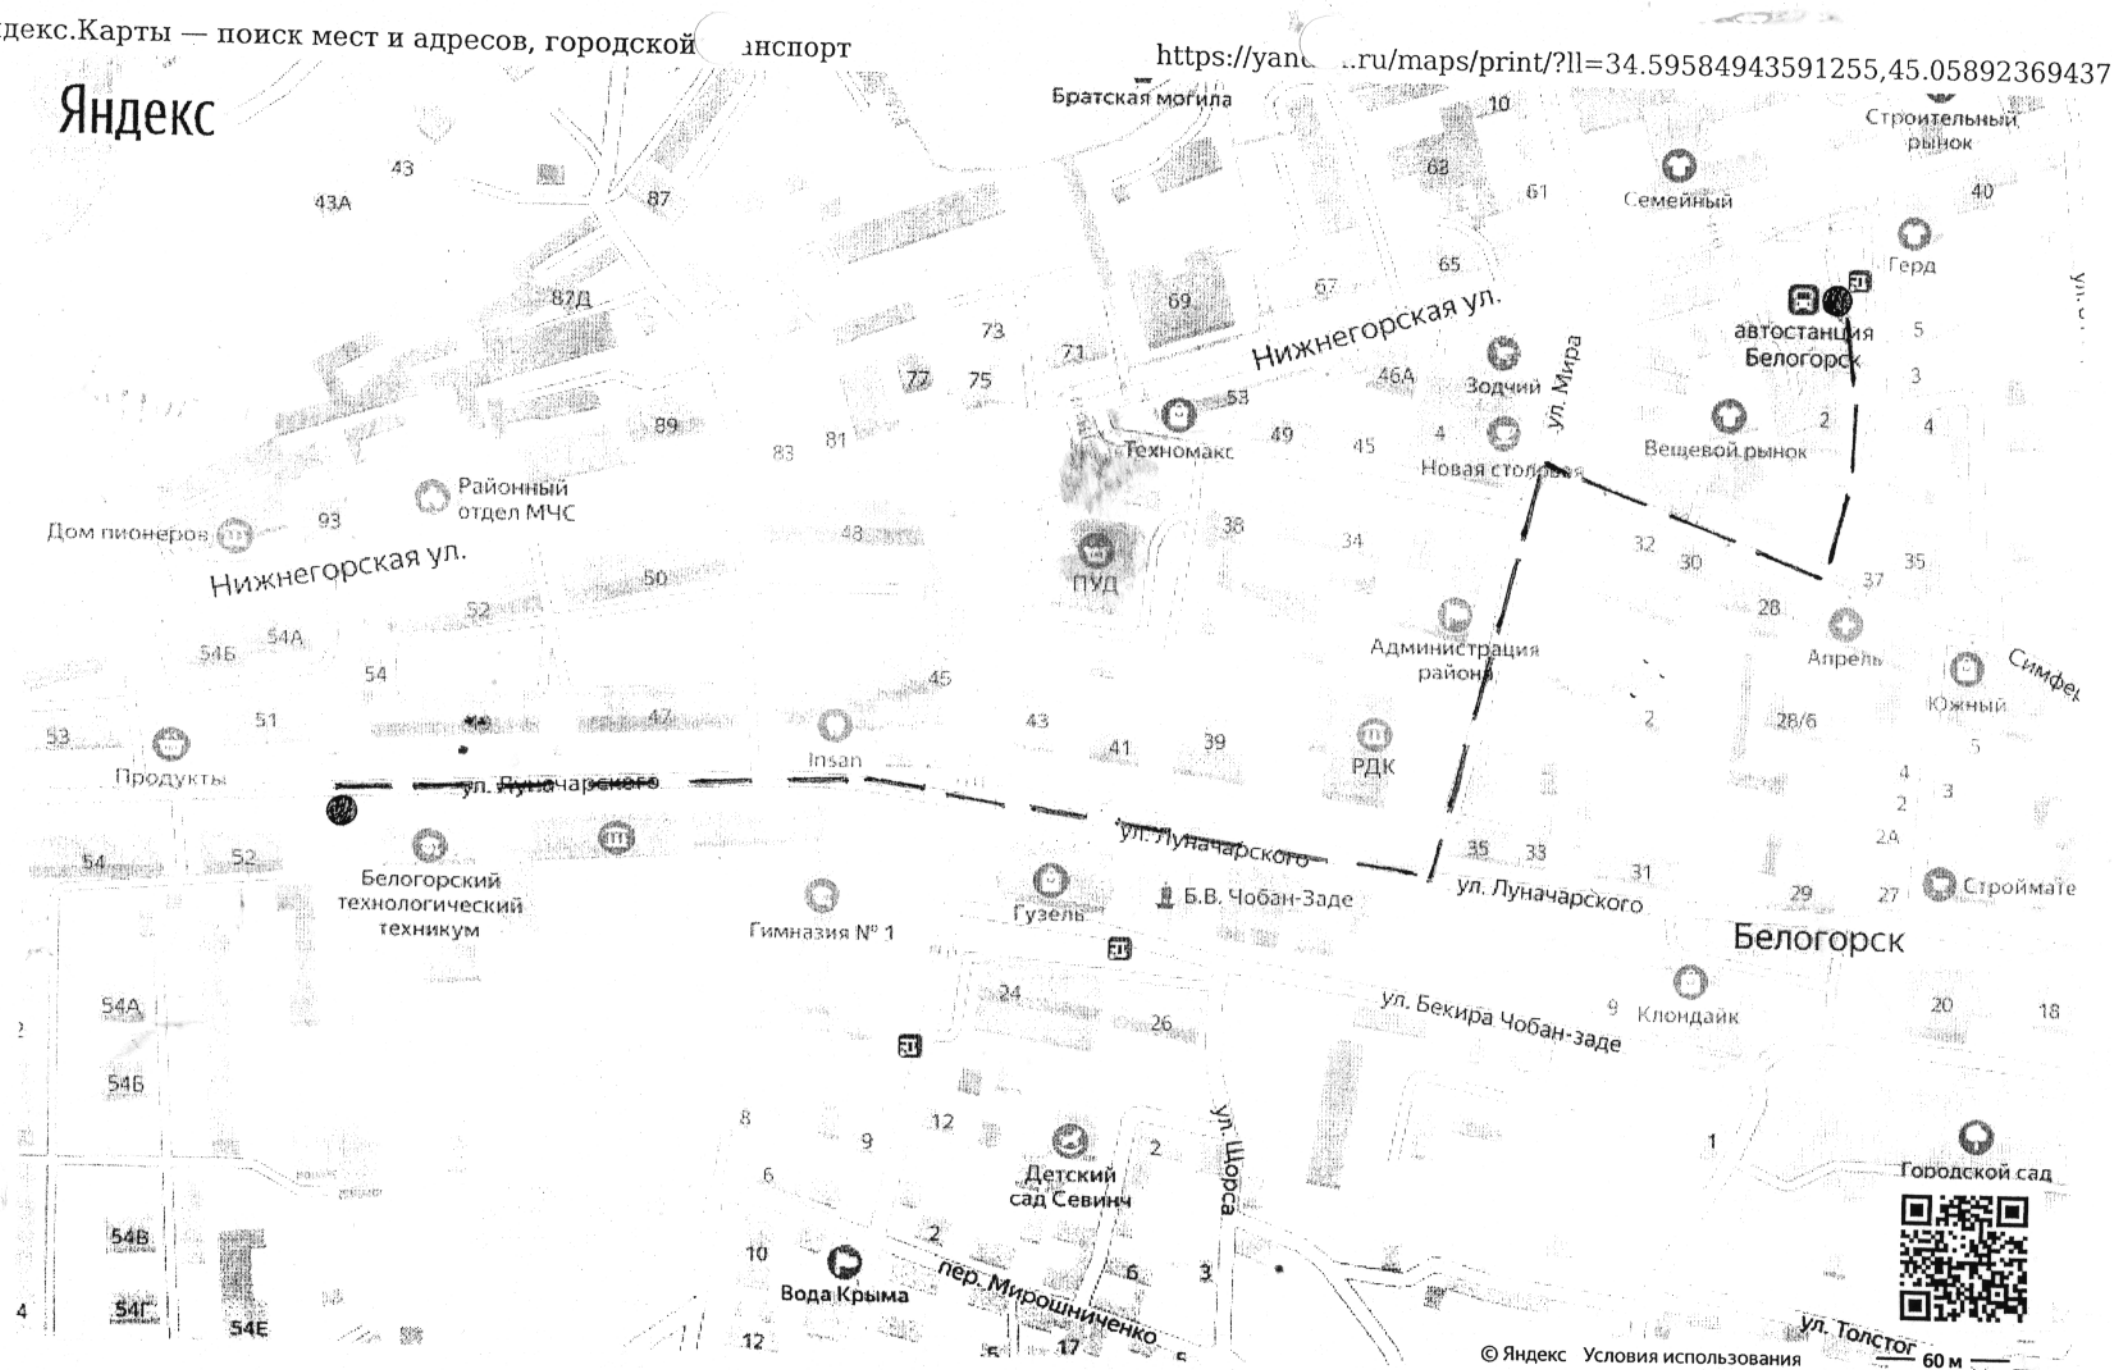 декс.Карты — поиск мест и адресов, городской анспорт
https://yan ..ru/maps/print/?ll=34.59584943591255,45.05892369437
Яндекс
Братская могила
10
Строительный
рынок
43
43А
87
63
61
Семейный
40
Герд
87Д
69
67
65
Нижнегорская ул.
автостанция
Белогорск
5
73
71
77
75
53
46А
Зодчий
ул. Мира
3
2
4
89
83
81
Техномакс
49
45
4
Новая столовая
Вещевой рынок
Районный
отдел МЧС
93
Дом пионеров
Нижнегорская ул.
48
38
34
32
30
35
37
50
52
ПУД
28
54А
54Б
54
Администрация
района
Апрель
Симфер
Южный
45
51
53
47
43
41
39
2
28/6
5
Продукты
Insan
РДК
4
3
2
ул. Луначарского
ул. Луначарского
2А
54
52
35
33
31
Белогорский
технологический
техникум
Гузель
Б.В. Чобан-Заде
ул. Луначарского
29
27
Строймате
Гимназия № 1
Белогорск
54А
24
26
ул. Бекира Чобан-заде
9
Клондайк
20
18
2
54Б
8
9
12
2
ул. Щорса
1
6
Детский
сад Севинч
Городской сад
54В
10
2
пер. Мирошниченко
6
3
Вода Крыма
4
54Г
54Е
12
5
17
5
ул. Толстог
© Яндекс Условия использования
60 м